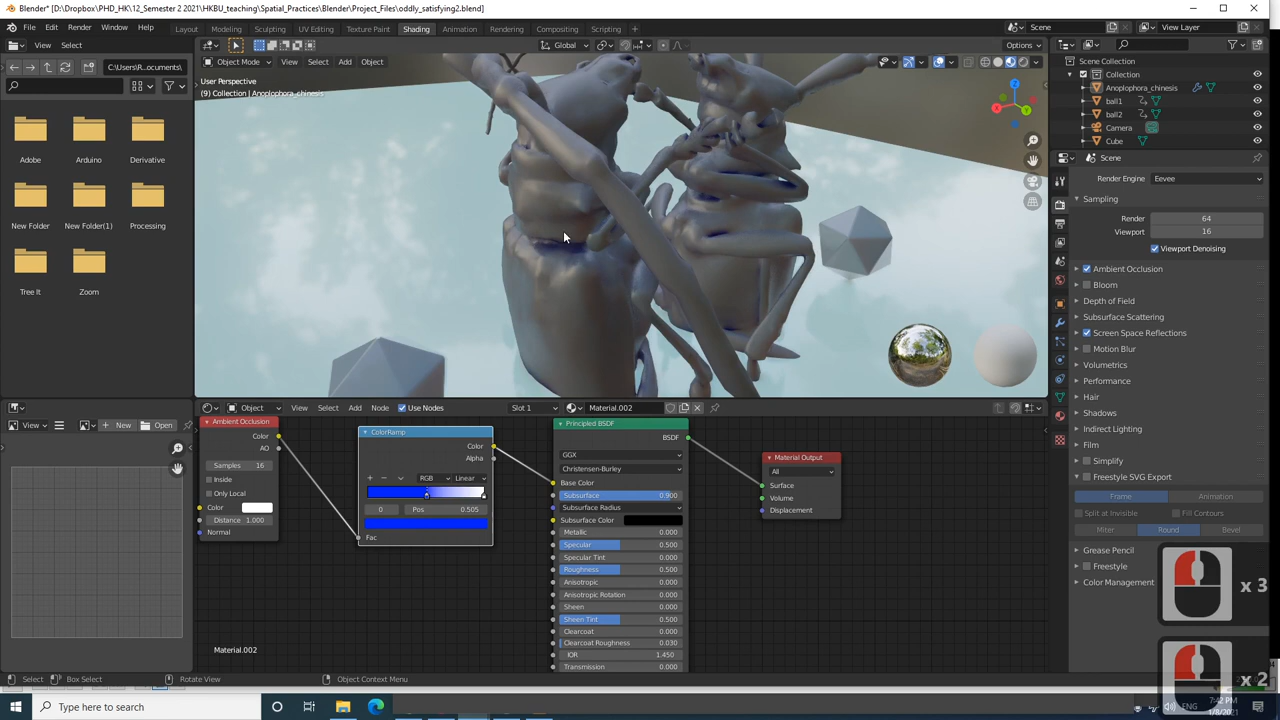 Blender* [D:\Dropbox\PHD_HK\12_Semester 2 2021\HKBU_teaching\Spatial_Practices\Blender\Project_Files\oddly_satisfying2.blend]
File Edit Render Window Help Layout Modeling Sculpting UV Editing Texture Paint Shading Animation Rendering Compositing Scripting Scene View Layer
View Select Global Options
C:\Users\R...ocuments\ Object Mode View Select Add Object
User Perspective
(9) Collection | Anoplophora_chinesis
Adobe Arduino Derivative
New Folder New Folder(1) Processing
Tree It Zoom
Scene Collection
Collection
Anoplophora_chinesis
ball1
ball2
Camera
Cube
Scene
Render Engine Eevee
Sampling
Render 64
Viewport 16
Viewport Denoising
Ambient Occlusion
Bloom
Depth of Field
Subsurface Scattering
Screen Space Reflections
Motion Blur
Volumetrics
Performance
Hair
Shadows
Indirect Lighting
Film
Simplify
Freestyle SVG Export
Frame Animation
Split at Invisible Fill Contours
Miter Round Bevel
Grease Pencil
Freestyle
Color Management
View New Open
Object View Select Add Node Use Nodes Slot 1 Material.002
Ambient Occlusion
Color
AO
Samples 16
Inside
Only Local
Color
Distance 1.000
Normal
ColorRamp
Color
Alpha
RGB Linear
0 Pos 0.505
Fac
Principled BSDF
BSDF
GGX
Christensen-Burley
Base Color
Subsurface 0.900
Subsurface Radius
Subsurface Color
Metallic 0.000
Specular 0.500
Specular Tint 0.000
Roughness 0.500
Anisotropic 0.000
Anisotropic Rotation 0.000
Sheen 0.000
Sheen Tint 0.500
Clearcoat 0.000
Clearcoat Roughness 0.030
IOR 1.450
Transmission 0.000
Material Output
All
Surface
Volume
Displacement
Material.002
x 3
x 2
Select Box Select Rotate View Object Context Menu
Type here to search
ENG
7:42 PM
1/8/2021